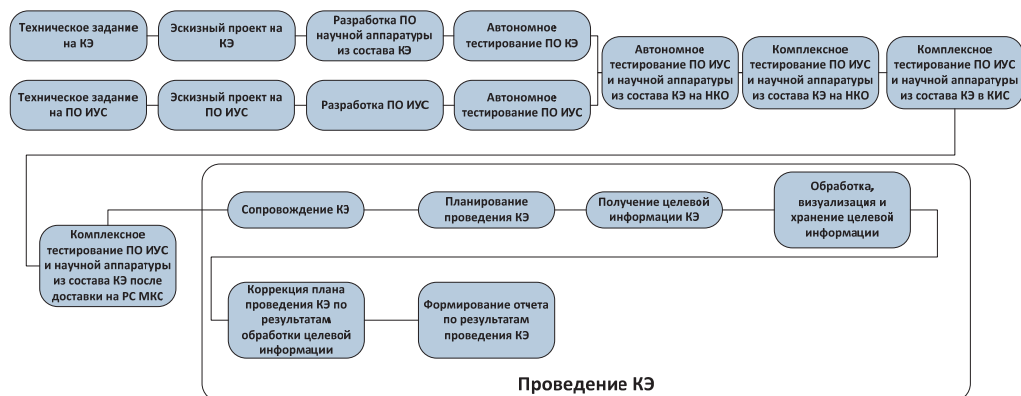 Техническое задание
на КЭ
Эскизный проект на
КЭ
Разработка ПО
научной аппаратуры
из состава КЭ
Автономное
тестирование ПО КЭ
Техническое задание
на ПО ИУС
Эскизный проект на
ПО ИУС
Разработка ПО ИУС
Автономное
тестирование ПО ИУС
Автономное
тестирование ПО ИУС
и научной аппаратуры
из состава КЭ на НКО
Комплексное
тестирование ПО ИУС
и научной аппаратуры
из состава КЭ на НКО
Комплексное
тестирование ПО ИУС
и научной аппаратуры
из состава КЭ в КИС
Комплексное
тестирование ПО ИУС
и научной аппаратуры
из состава КЭ после
доставки на РС МКС
Сопровождение КЭ
Планирование
проведения КЭ
Получение целевой
информации КЭ
Обработка,
визуализация и
хранение целевой
информации
Коррекция плана
проведения КЭ по
результатам
обработки целевой
информации
Формирование отчета
по результатам
проведения КЭ
Проведение КЭ